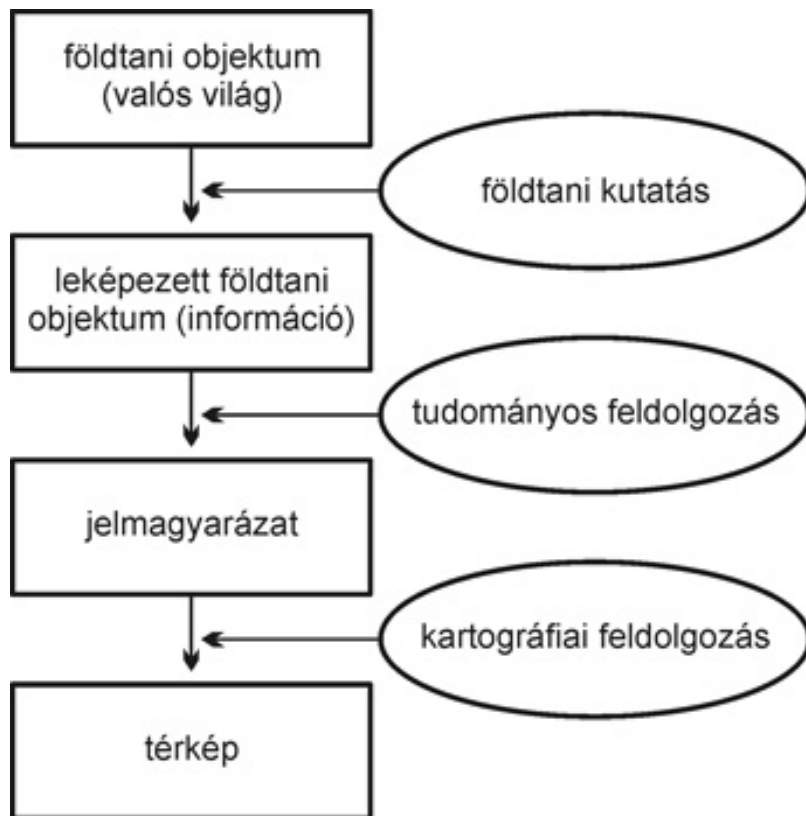 földtani objektum
(valós világ)
földtani kutatás
leképezett földtani
objektum (információ)
tudományos feldolgozás
jelmagyarázat
kartográfiai feldolgozás
térkép